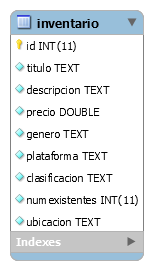 inventario
id INT(11)
titulo TEXT
descripcion TEXT
precio DOUBLE
genero TEXT
plataforma TEXT
clasificacion TEXT
numexistentes INT(11)
ubicacion TEXT
Indexes